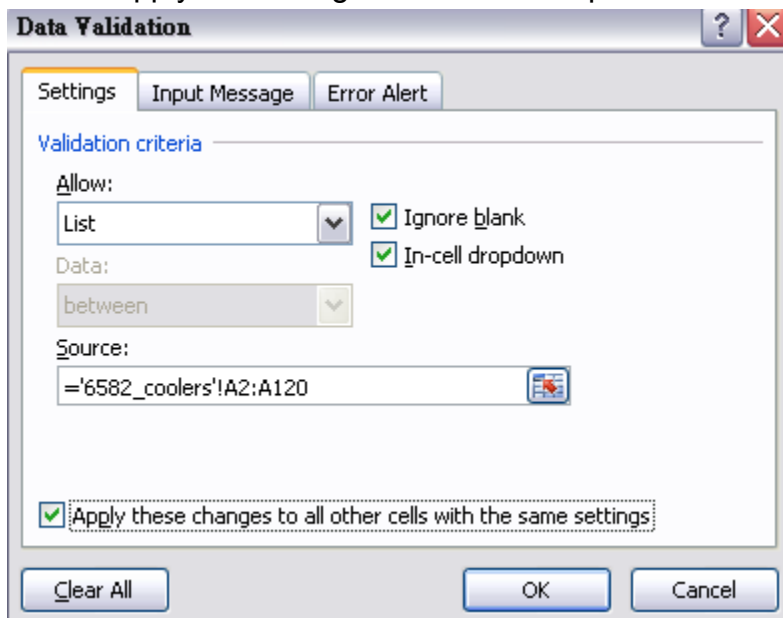 Data Validation
Settings Input Message Error Alert
Validation criteria
Allow:
List
Ignore blank
In-cell dropdown
Data:
between
Source:
='6582_coolers'!A2:A120
Apply these changes to all other cells with the same settings
Clear All OK Cancel